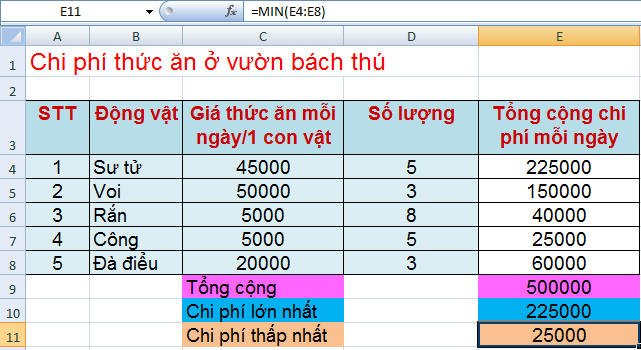 E11 fx =MIN(E4:E8)
A B C D E
1 Chi phí thức ăn ở vườn bách thú
2
3 STT Động vật Giá thức ăn mỗi ngày/1 con vật Số lượng Tổng cộng chi phí mỗi ngày
4 1 Sư tử 45000 5 225000
5 2 Voi 50000 3 150000
6 3 Rắn 5000 8 40000
7 4 Công 5000 5 25000
8 5 Đà điểu 20000 3 60000
9 Tổng cộng 500000
10 Chi phí lớn nhất 225000
11 Chi phí thấp nhất 25000